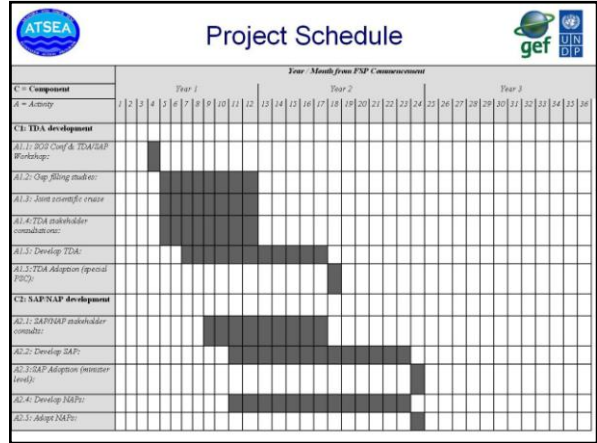 ATSEA
Project Schedule
gef
U N
D P
Year / Month from FSP Commencement
C = Component
Year 1
Year 2
Year 3
A = Activity
1 2 3 4 5 6 7 8 9 10 11 12 13 14 15 16 17 18 19 20 21 22 23 24 25 26 27 28 29 30 31 32 33 34 35 36
C1: TDA development
A1.1: SOS Conf & TDA/SAP
Workshop:
A1.2: Gap filling studies:
A1.3: Joint scientific cruise
A1.4:TDA stakeholder
consultations:
A1.5: Develop TDA:
A1.5:TDA Adoption (special
PSC):
C2: SAP/NAP development
A2.1: SAP/NAP stakeholder
consults:
A2.2: Develop SAP:
A2.3:SAP Adoption (minister
level):
A2.4: Develop NAPs:
A2.5: Adopt NAPs: